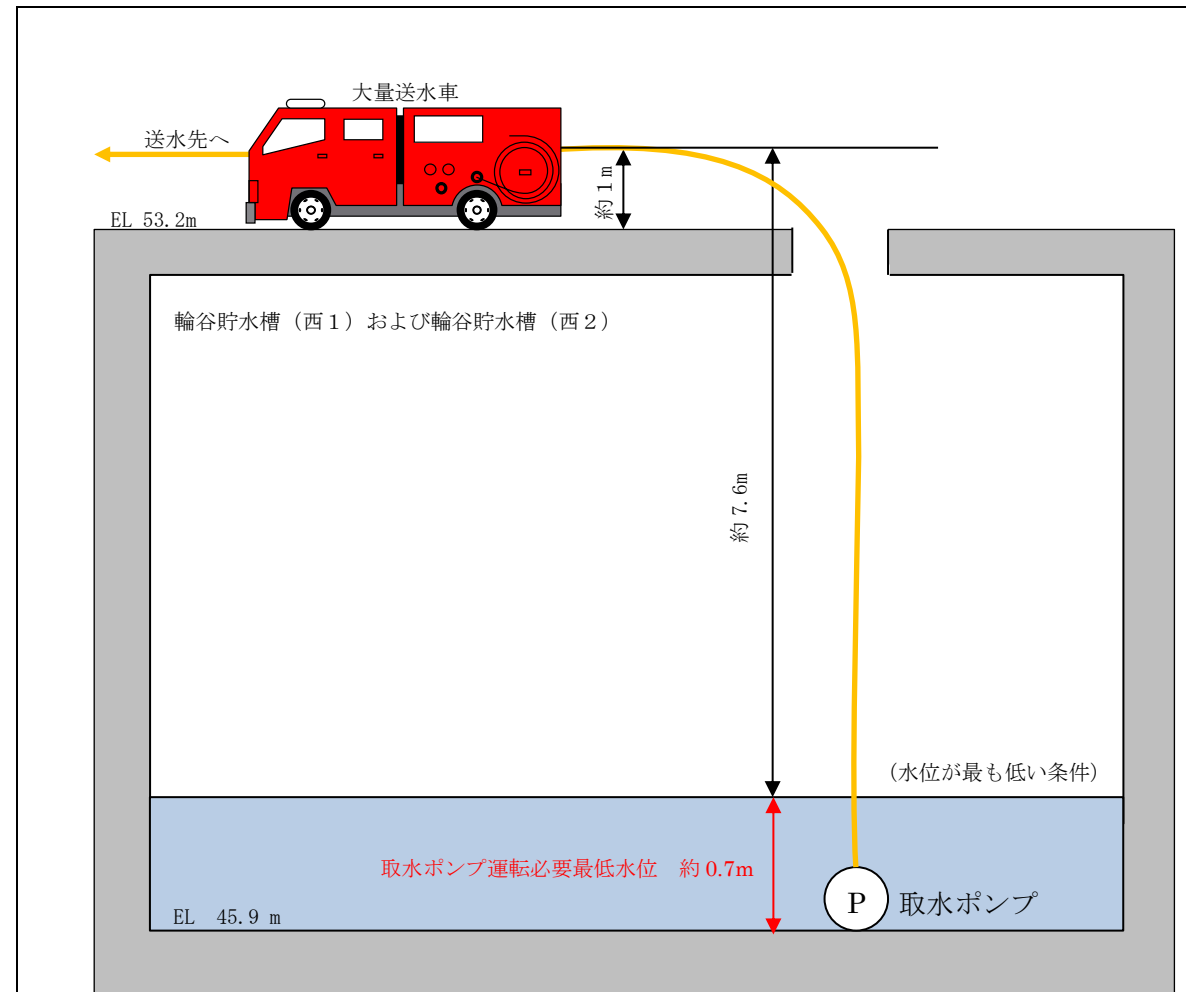 大量送水車
送水先へ
約１m
EL 53.2m
輪谷貯水槽（西１）および輪谷貯水槽（西２）
約 7.6m
（水位が最も低い条件）
取水ポンプ運転必要最低水位　約 0.7m
P 取水ポンプ
EL　45.9 m